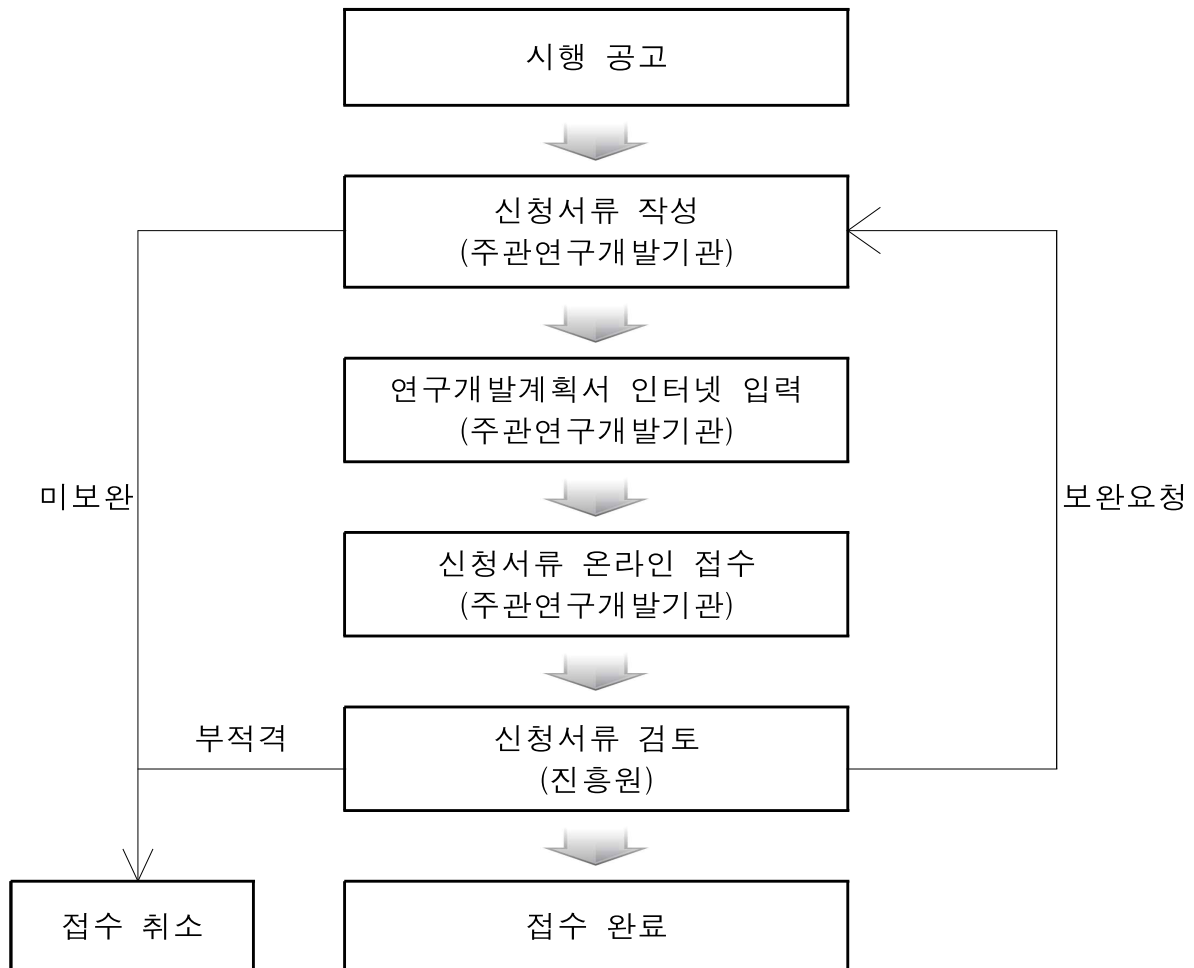 시행 공고
신청서류 작성
(주관연구개발기관)
연구개발계획서 인터넷 입력
(주관연구개발기관)
미보완
보완요청
신청서류 온라인 접수
(주관연구개발기관)
부적격
신청서류 검토
(진흥원)
접수 취소
접수 완료